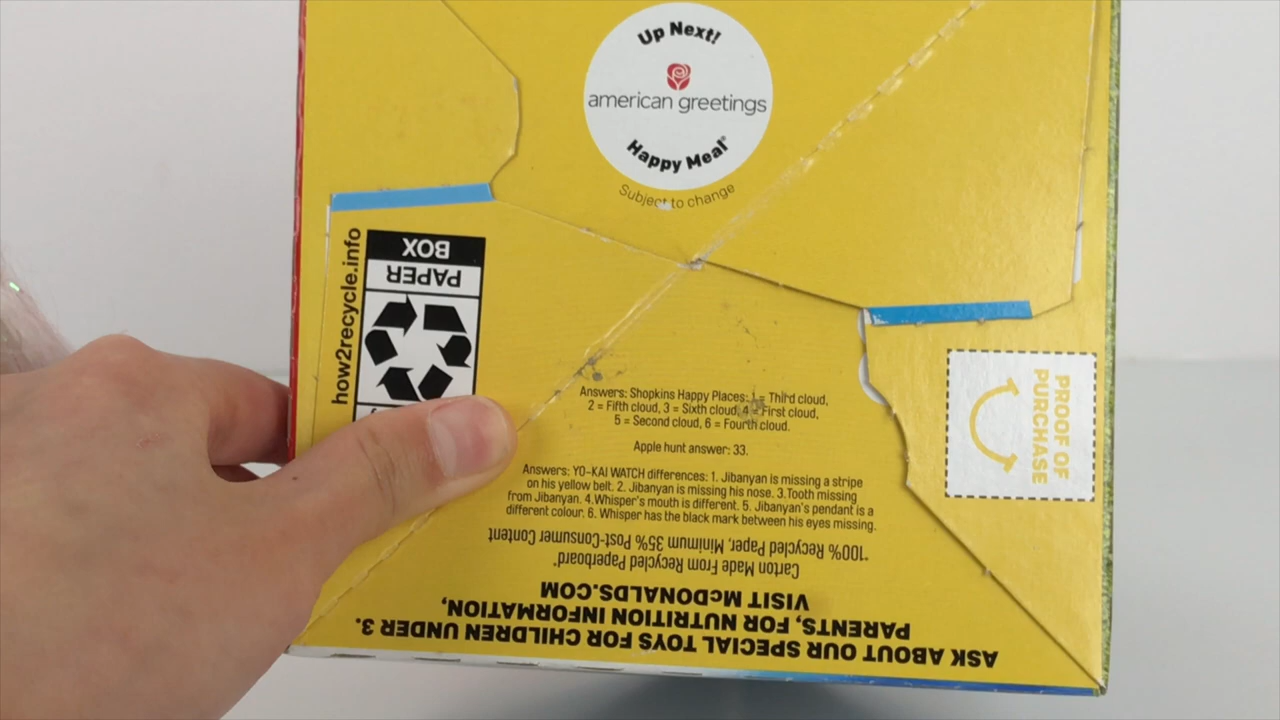 Up Next!
american greetings
Happy Meal®
Subject to change
how2recycle.info
BOX
PAPER
PROOF OF
PURCHASE
Answers: Shopkins Happy Places: 1 = Third cloud,
2 = Fifth cloud, 3 = Sixth cloud, 4 = First cloud,
5 = Second cloud, 6 = Fourth cloud.
Apple hunt answer: 33.
Answers: YO-KAI WATCH differences: 1. Jibanyan is missing a stripe
on his yellow belt. 2. Jibanyan is missing his nose. 3.Tooth missing
from Jibanyan. 4.Whisper's mouth is different. 5. Jibanyan's pendant is a
different colour. 6. Whisper has the black mark between his eyes missing.
ASK ABOUT OUR SPECIAL TOYS FOR CHILDREN UNDER 3.
PARENTS, FOR NUTRITION INFORMATION,
VISIT McDONALDS.COM
Carton Made From Recycled Paperboard*
*100% Recycled Paper, Minimum 35% Post-Consumer Content